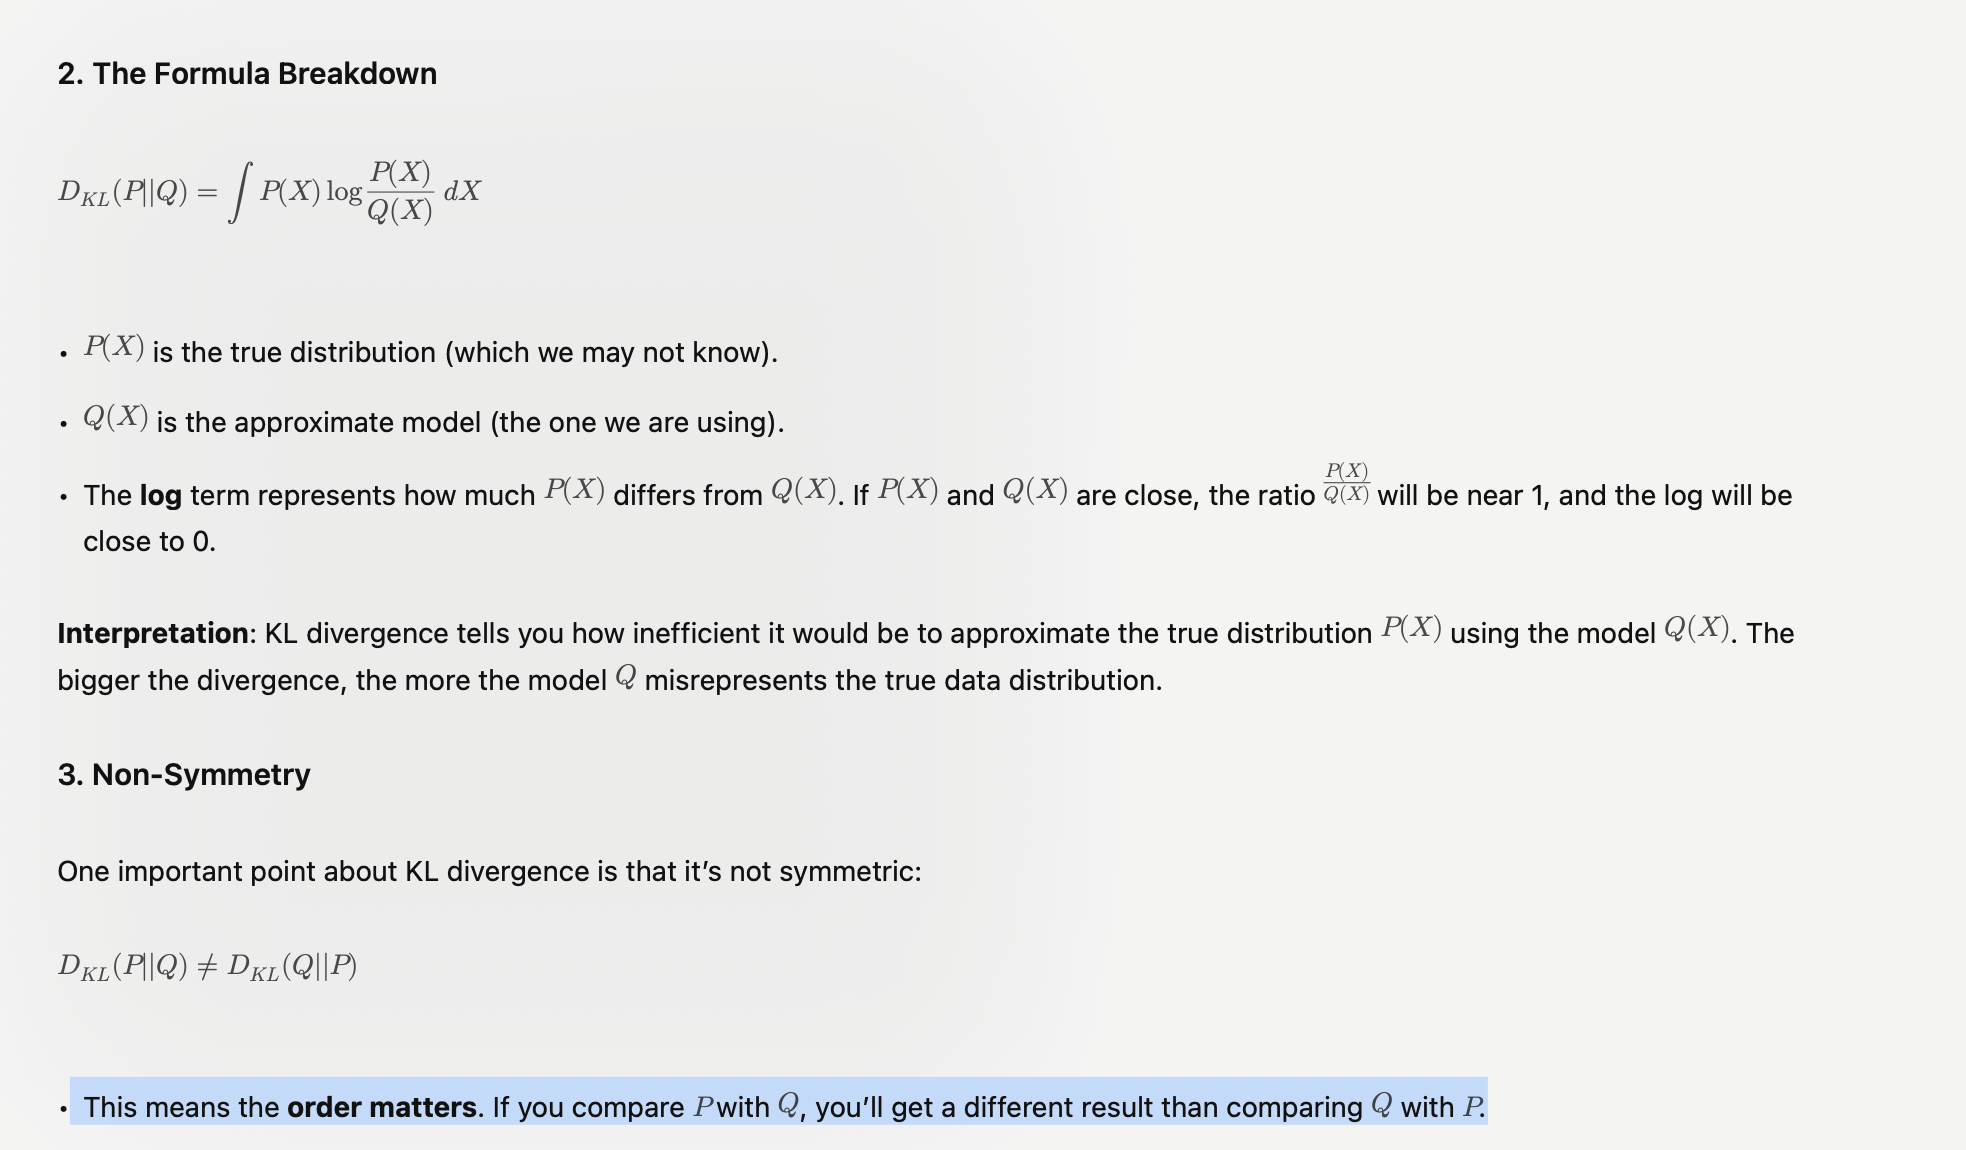 2. The Formula Breakdown
D_{KL}(P||Q) = ∫ P(X) log \frac{P(X)}{Q(X)} dX
• P(X) is the true distribution (which we may not know).
• Q(X) is the approximate model (the one we are using).
• The log term represents how much P(X) differs from Q(X). If P(X) and Q(X) are close, the ratio \frac{P(X)}{Q(X)} will be near 1, and the log will be
close to 0.
Interpretation: KL divergence tells you how inefficient it would be to approximate the true distribution P(X) using the model Q(X). The
bigger the divergence, the more the model Q misrepresents the true data distribution.
3. Non-Symmetry
One important point about KL divergence is that it’s not symmetric:
D_{KL}(P||Q) ≠ D_{KL}(Q||P)
• This means the order matters. If you compare P with Q, you’ll get a different result than comparing Q with P.